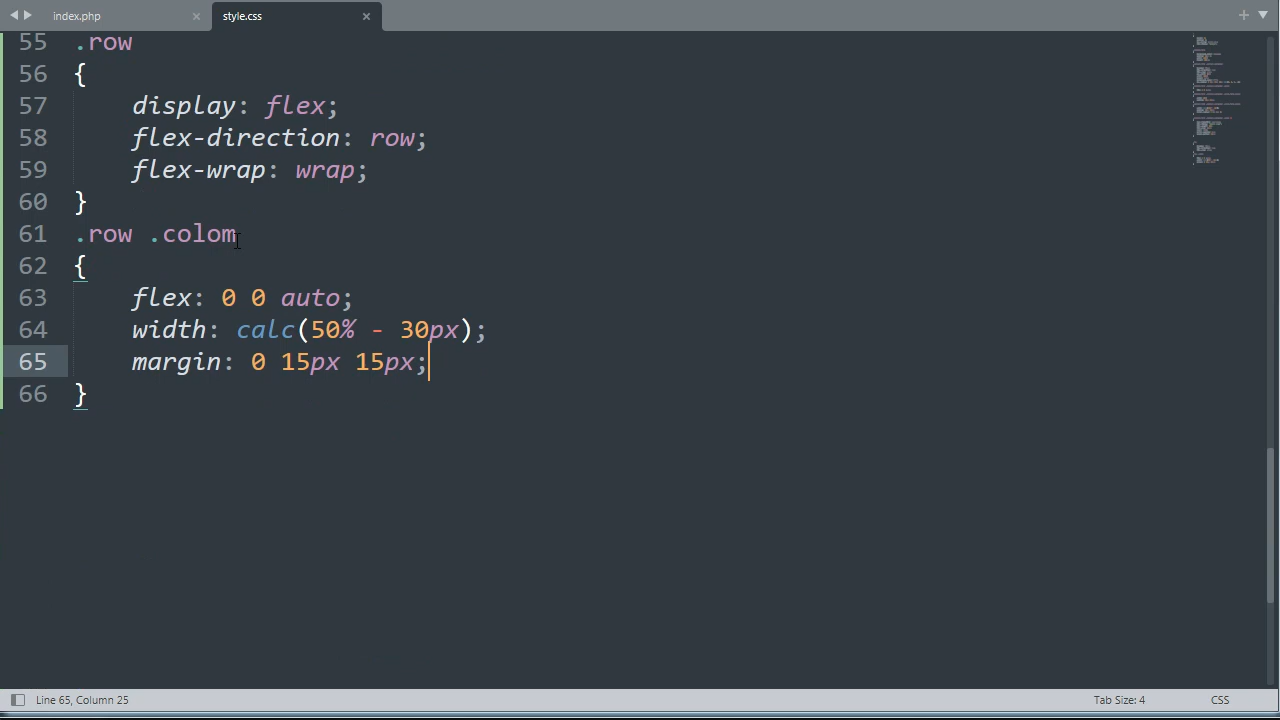 index.php × style.css ×
55 .row
56 {
57 display: flex;
58 flex-direction: row;
59 flex-wrap: wrap;
60 }
61 .row .colom
62 {
63 flex: 0 0 auto;
64 width: calc(50% - 30px);
65 margin: 0 15px 15px;
66 }
Line 65, Column 25 Tab Size: 4 CSS